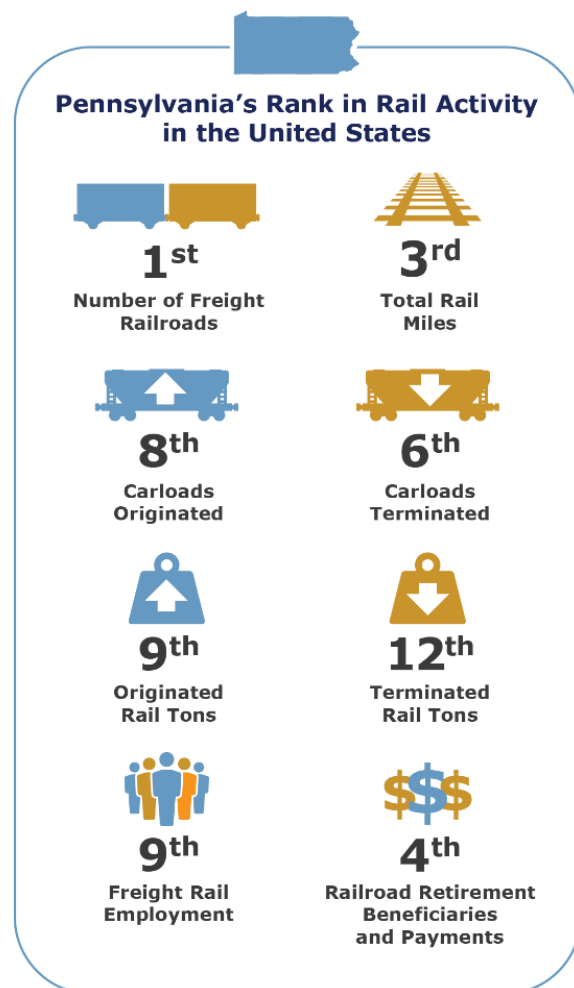 Pennsylvania’s Rank in Rail Activity
in the United States
1st
Number of Freight
Railroads
3rd
Total Rail
Miles
8th
Carloads
Originated
6th
Carloads
Terminated
9th
Originated
Rail Tons
12th
Terminated
Rail Tons
$$$
9th
Freight Rail
Employment
4th
Railroad Retirement
Beneficiaries
and Payments